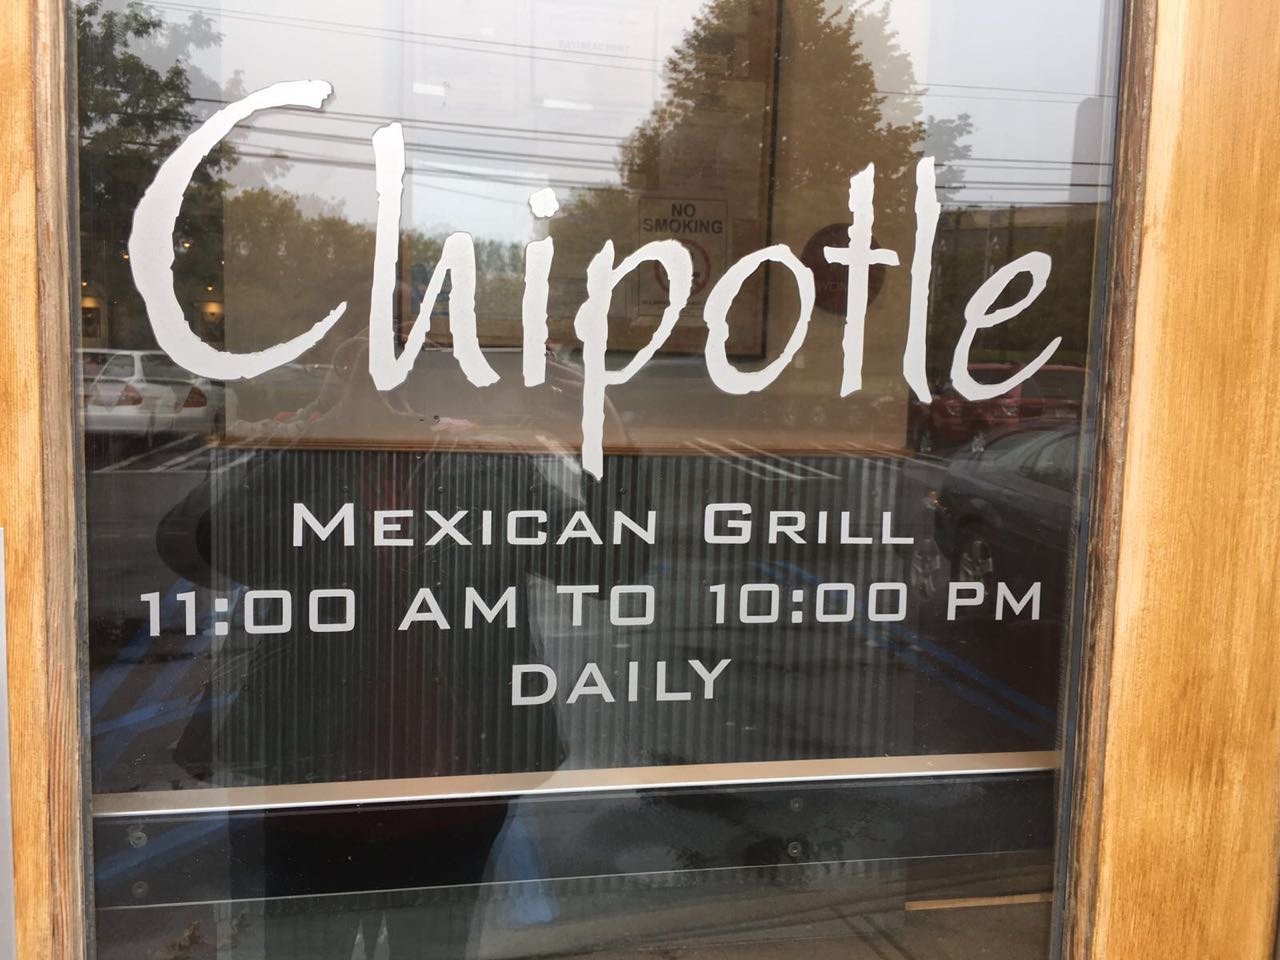 Chipotle
MEXICAN GRILL
11:00 AM TO 10:00 PM
DAILY
NO
SMOKING